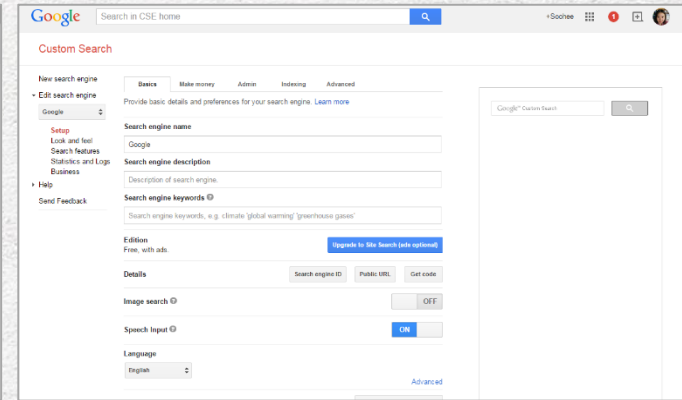 Google Search in CSE home +Soohee 1
Custom Search
New search engine
Edit search engine
Google
Setup
Look and feel
Search features
Statistics and Logs
Business
Help
Send Feedback
Basics Make money Admin Indexing Advanced
Provide basic details and preferences for your search engine. Learn more
Search engine name
Google
Search engine description
Description of search engine.
Search engine keywords
Search engine keywords, e.g. climate 'global warming' 'greenhouse gases'
Edition
Free, with ads.
Upgrade to Site Search (ads optional)
Details Search engine ID Public URL Get code
Image search OFF
Speech Input ON
Language
English
Advanced
Google™ Custom Search